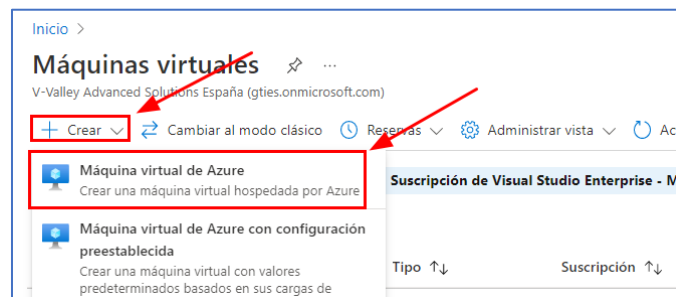 Inicio >
Máquinas virtuales
V-Valley Advanced Solutions España (gties.onmicrosoft.com)
Crear Cambiar al modo clásico Reservas Administrar vista Ac
Máquina virtual de Azure
Crear una máquina virtual hospedada por Azure
Suscripción de Visual Studio Enterprise - M
Máquina virtual de Azure con configuración
preestablecida
Crear una máquina virtual con valores
predeterminados basados en sus cargas de
Tipo ↑↓ Suscripción ↑↓